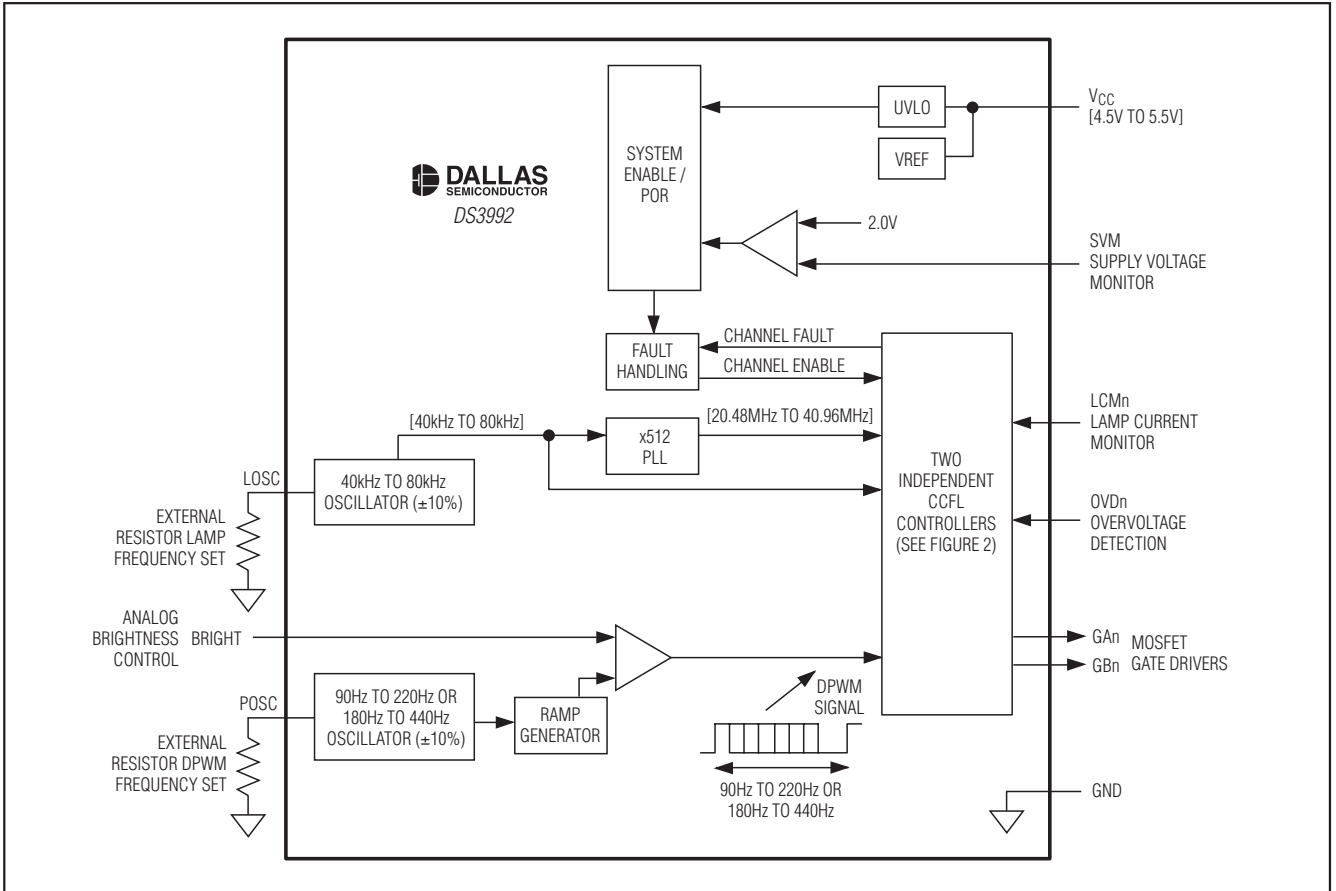 UVLO
VCC
[4.5V TO 5.5V]
VREF
SYSTEM
ENABLE /
POR
DALLAS
SEMICONDUCTOR
DS3992
2.0V
SVM
SUPPLY VOLTAGE
MONITOR
CHANNEL FAULT
FAULT
HANDLING
CHANNEL ENABLE
LCMn
LAMP CURRENT
MONITOR
[40kHz TO 80kHz]
[20.48MHz TO 40.96MHz]
x512
PLL
TWO
INDEPENDENT
CCFL
CONTROLLERS
(SEE FIGURE 2)
LOSC
40kHz TO 80kHz
OSCILLATOR (±10%)
OVDn
OVERVOLTAGE
DETECTION
EXTERNAL
RESISTOR LAMP
FREQUENCY SET
ANALOG
BRIGHTNESS
CONTROL
BRIGHT
GAn
GBn
MOSFET
GATE DRIVERS
POSC
90Hz TO 220Hz OR
180Hz TO 440Hz
OSCILLATOR (±10%)
RAMP
GENERATOR
DPWM
SIGNAL
EXTERNAL
RESISTOR DPWM
FREQUENCY SET
90Hz TO 220Hz OR
180Hz TO 440Hz
GND